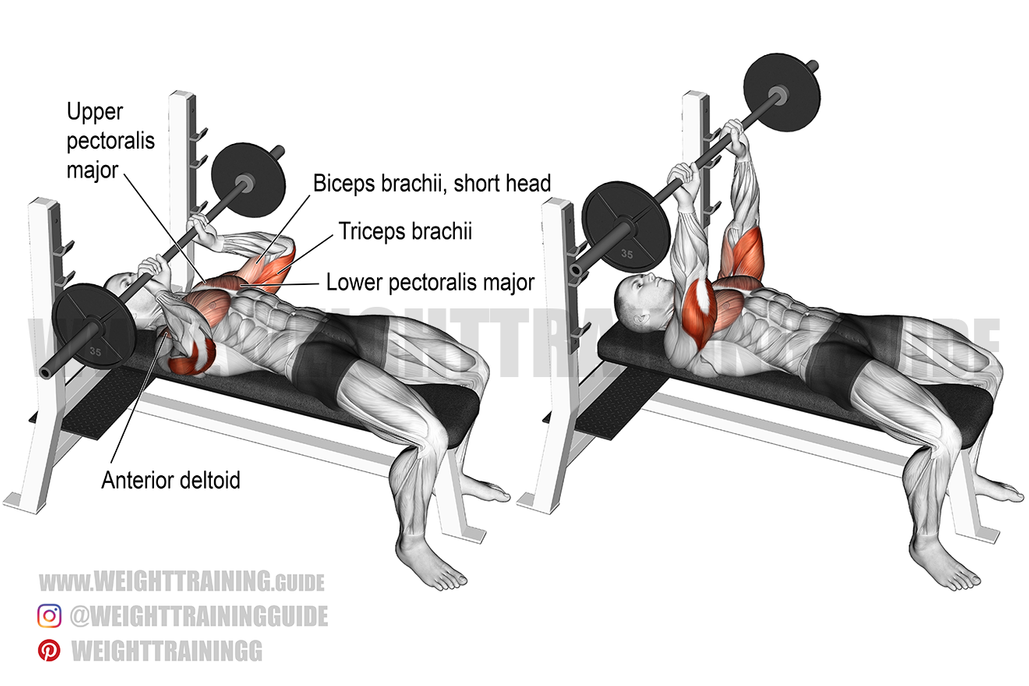 Upper
pectoralis
major
Biceps brachii, short head
Triceps brachii
Lower pectoralis major
35
35
WEIGHTTRAINING.GUIDE
Anterior deltoid
www.WEIGHTTRAINING.GUIDE
@WEIGHTTRAININGGUIDE
WEIGHTTRAININGG